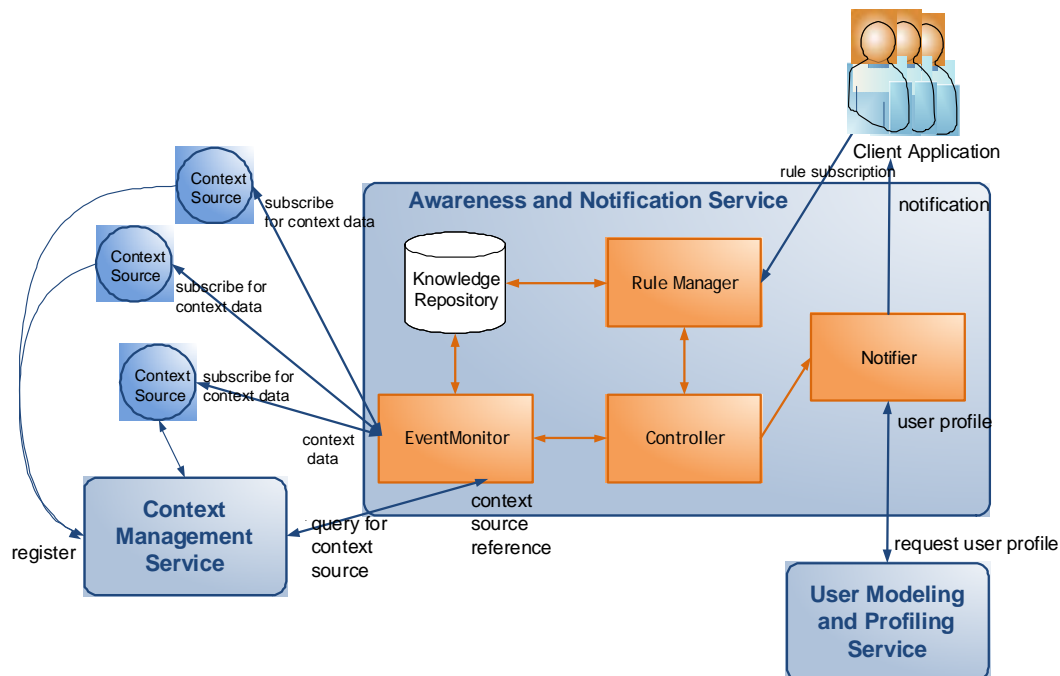 Client Application
rule subscription
notification
Context
Source
subscribe
for context data
Awareness and Notification Service
Context
Source
subscribe for
context data
Knowledge
Repository
Rule Manager
Notifier
Context
Source
subscribe for
context data
context
data
EventMonitor
Controller
user profile
Context
Management
Service
register
query for
context
source
context
source
reference
request user profile
User Modeling
and Profiling
Service